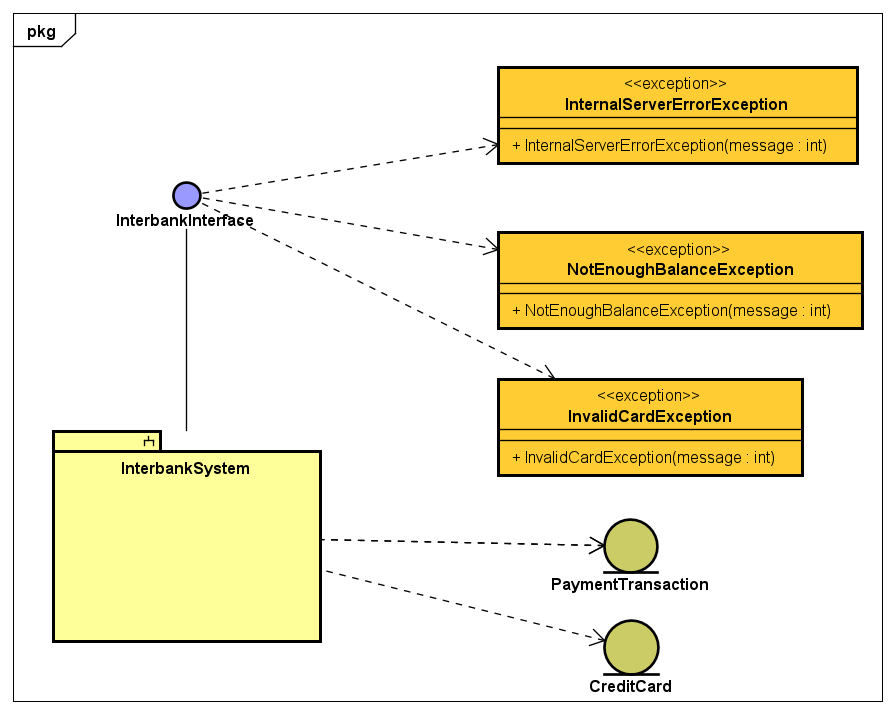 pkg
<<exception>>
InternalServerErrorException
+ InternalServerErrorException(message : int)
InterbankInterface
<<exception>>
NotEnoughBalanceException
+ NotEnoughBalanceException(message : int)
<<exception>>
InvalidCardException
+ InvalidCardException(message : int)
InterbankSystem
PaymentTransaction
CreditCard